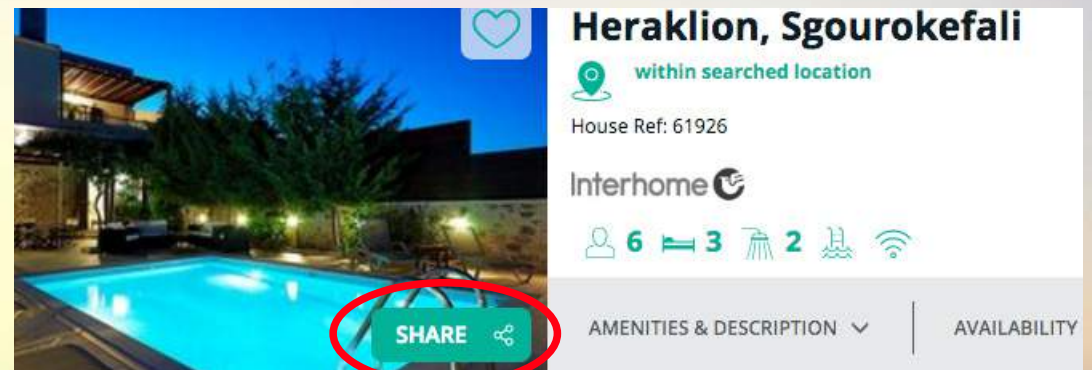 Heraklion, Sgourokefali
within searched location
House Ref: 61926
Interhome
6 3 2
SHARE
AMENITIES & DESCRIPTION
AVAILABILITY